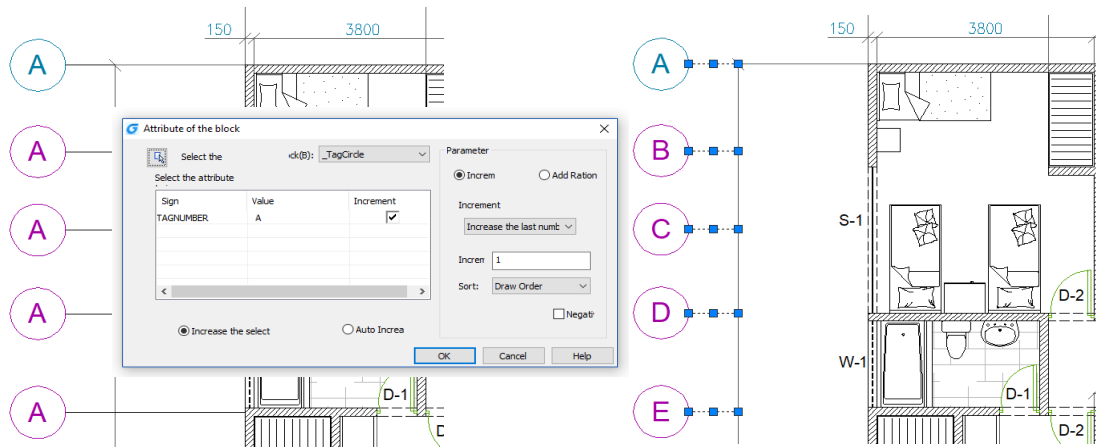 150 3800
A
A
A
A
A
Attribute of the block
Select the ck(B): _TagCircle
Select the attribute
Sign Value Increment
TAGNUMBER A
Increase the select Auto Increa
Parameter
Increm Add Ration
Increment
Increase the last numb
Increm 1
Sort: Draw Order
Negati
OK Cancel Help
D-1
150 3800
A
B
C
D
E
S-1
D-2
W-1
D-1
D-2